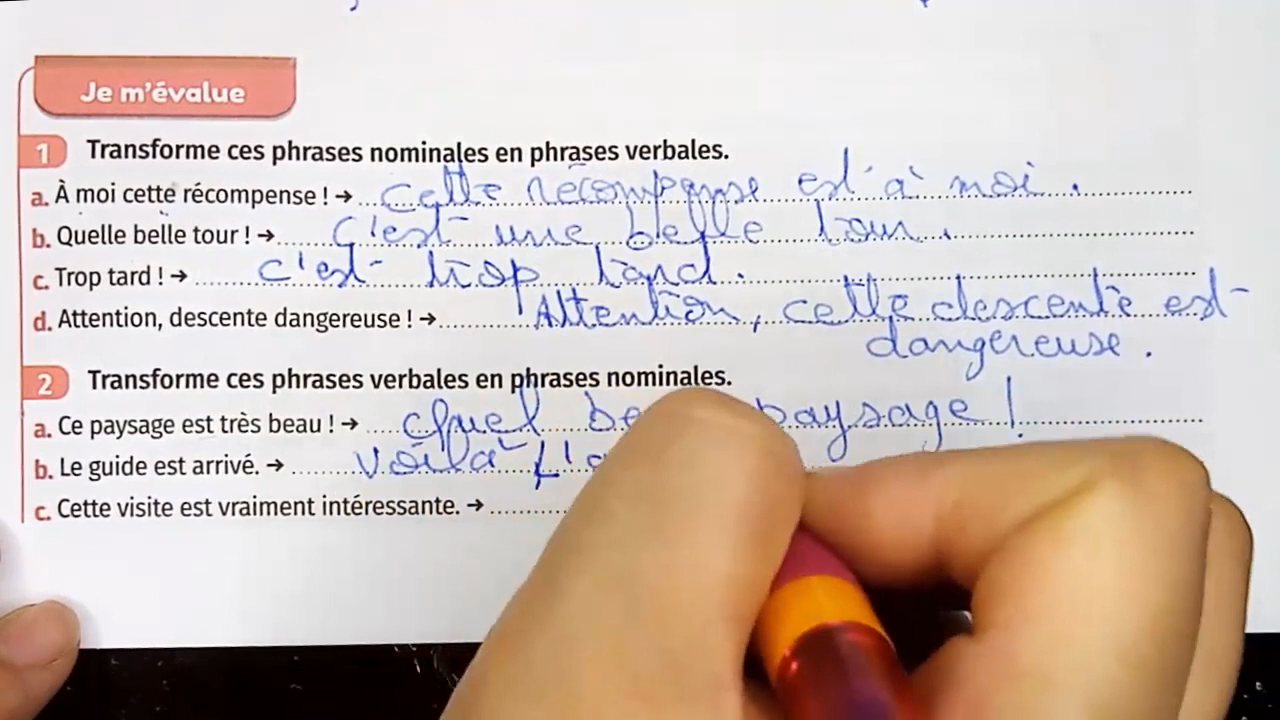 Je m'évalue
1 Transforme ces phrases nominales en phrases verbales.
a. À moi cette récompense ! → cette récompense est à moi.
b. Quelle belle tour ! → C'est une belle tour.
c. Trop tard ! → C'est trop tard.
d. Attention, descente dangereuse ! → Attention, cette descente est
dangereuse.
2 Transforme ces phrases verbales en phrases nominales.
a. Ce paysage est très beau ! → Quel paysage !
b. Le guide est arrivé. → Voilà
c. Cette visite est vraiment intéressante. →